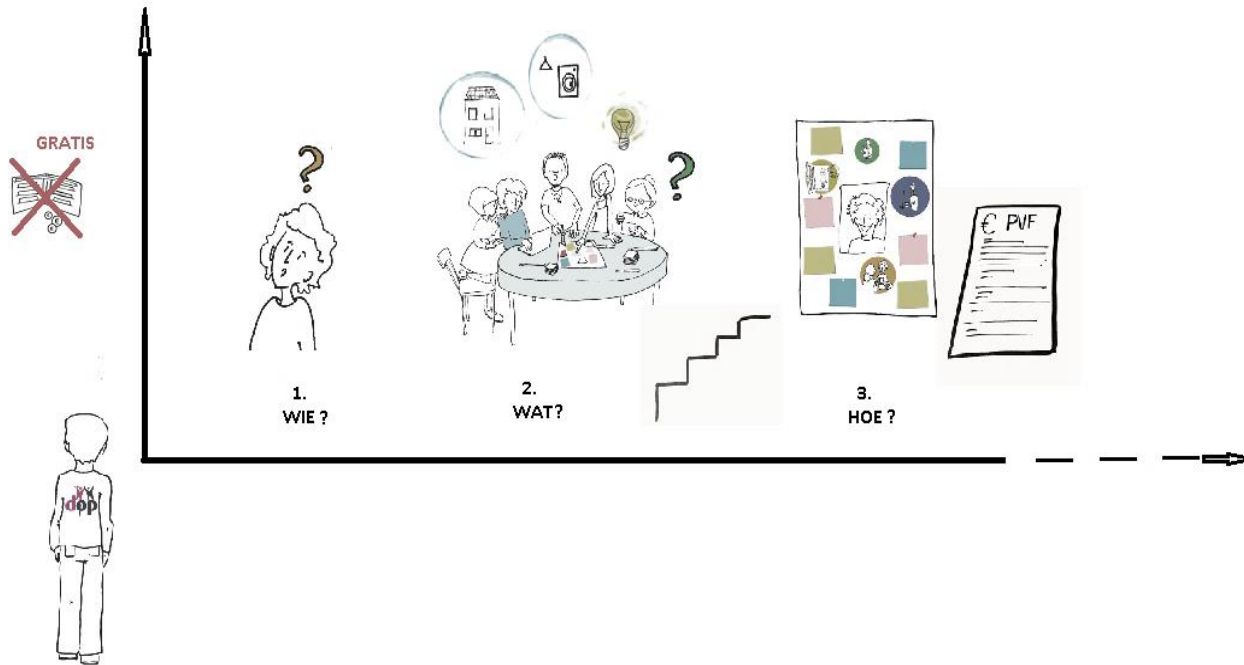 GRATIS
?
?
€ PVF
1.
WIE ?
2.
WAT?
3.
HOE ?
dop